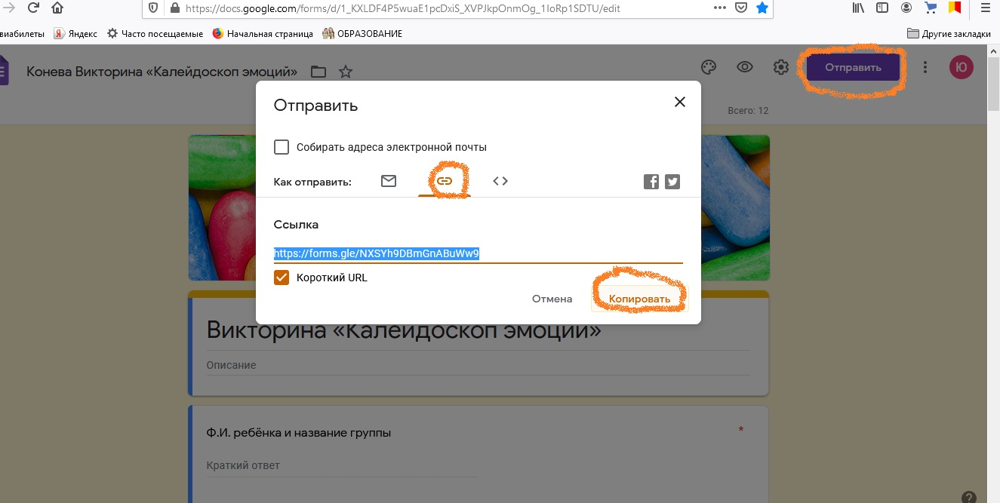 https://docs.google.com/forms/d/1_KXLDF4P5wuaE1pcDxiS_XVPJkpOnmOg_1IoRp1SDTU/edit
виабилеты Яндекс Часто посещаемые Начальная страница ОБРАЗОВАНИЕ Другие закладки
Конева Викторина «Калейдоскоп эмоций» Отправить Ю
Всего: 12
Отправить
Собирать адреса электронной почты
Как отправить:
Ссылка
https://forms.gle/NXSYh9DBmGnABuWw9
Короткий URL
Отмена Копировать
Викторина «Калейдоскоп эмоций»
Описание
Ф.И. ребёнка и название группы *
Краткий ответ